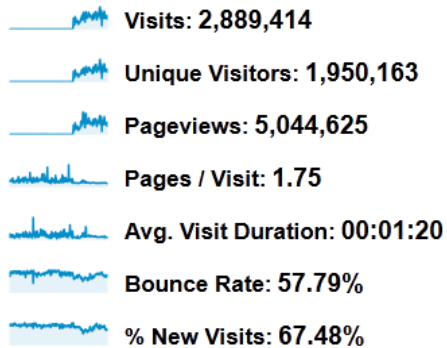 Visits: 2,889,414
Unique Visitors: 1,950,163
Pageviews: 5,044,625
Pages / Visit: 1.75
Avg. Visit Duration: 00:01:20
Bounce Rate: 57.79%
% New Visits: 67.48%